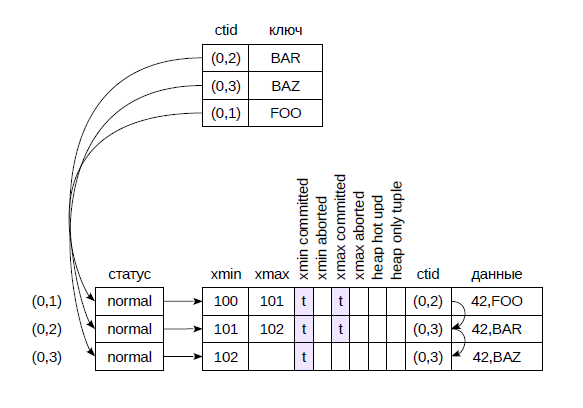 ctid ключ
(0,2) BAR
(0,3) BAZ
(0,1) FOO
статус xmin xmax xmin committed xmin aborted xmax committed xmax aborted heap hot upd heap only tuple ctid данные
(0,1) normal 100 101 t t (0,2) 42,FOO
(0,2) normal 101 102 t t (0,3) 42,BAR
(0,3) normal 102 t (0,3) 42,BAZ